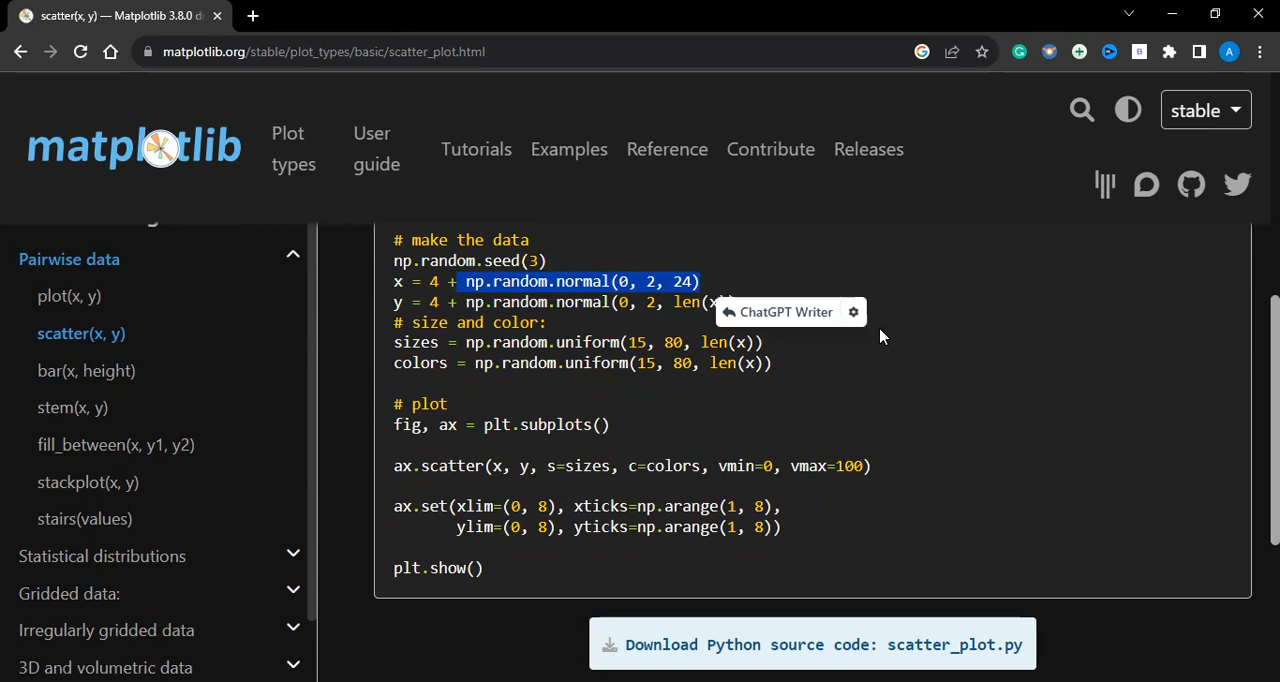 scatter(x, y) — Matplotlib 3.8.0 d
matplotlib.org/stable/plot_types/basic/scatter_plot.html
A
matplotlib
Plot types
User guide
Tutorials
Examples
Reference
Contribute
Releases
stable
Pairwise data
plot(x, y)
scatter(x, y)
bar(x, height)
stem(x, y)
fill_between(x, y1, y2)
stackplot(x, y)
stairs(values)
Statistical distributions
Gridded data:
Irregularly gridded data
3D and volumetric data
# make the data
np.random.seed(3)
x = 4 + np.random.normal(0, 2, 24)
y = 4 + np.random.normal(0, 2, len(x
ChatGPT Writer
# size and color:
sizes = np.random.uniform(15, 80, len(x))
colors = np.random.uniform(15, 80, len(x))
# plot
fig, ax = plt.subplots()
ax.scatter(x, y, s=sizes, c=colors, vmin=0, vmax=100)
ax.set(xlim=(0, 8), xticks=np.arange(1, 8),
ylim=(0, 8), yticks=np.arange(1, 8))
plt.show()
Download Python source code: scatter_plot.py